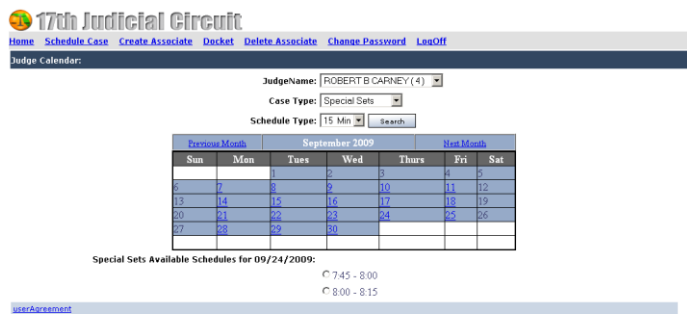 17th Judicial Circuit
Home Schedule Case Create Associate Docket Delete Associate Change Password LogOff
Judge Calendar:
JudgeName: ROBERT B CARNEY ( 4 )
Case Type: Special Sets
Schedule Type: 15 Min Search
Previous Month September 2009 Next Month
Sun Mon Tues Wed Thurs Fri Sat
1 2 3 4 5
6 7 8 9 10 11 12
13 14 15 16 17 18 19
20 21 22 23 24 25 26
27 28 29 30
Special Sets Available Schedules for 09/24/2009:
7:45 - 8:00
8:00 - 8:15
userAgreement